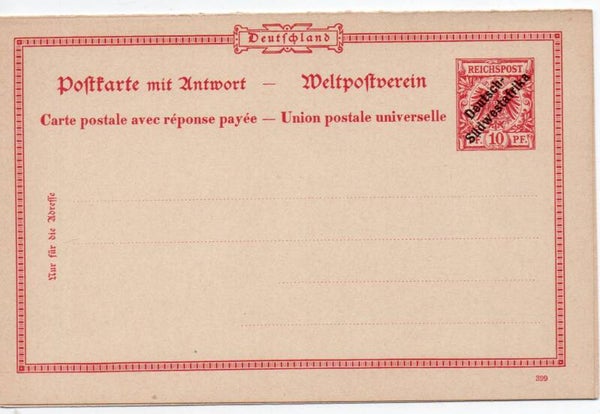 Deutschland
Postkarte mit Antwort — Weltpostverein
Carte postale avec réponse payée — Union postale universelle
REICHSPOST
Deutsch-
Südwestafrika
PF. 10 PF.
Nur für die Adresse
399